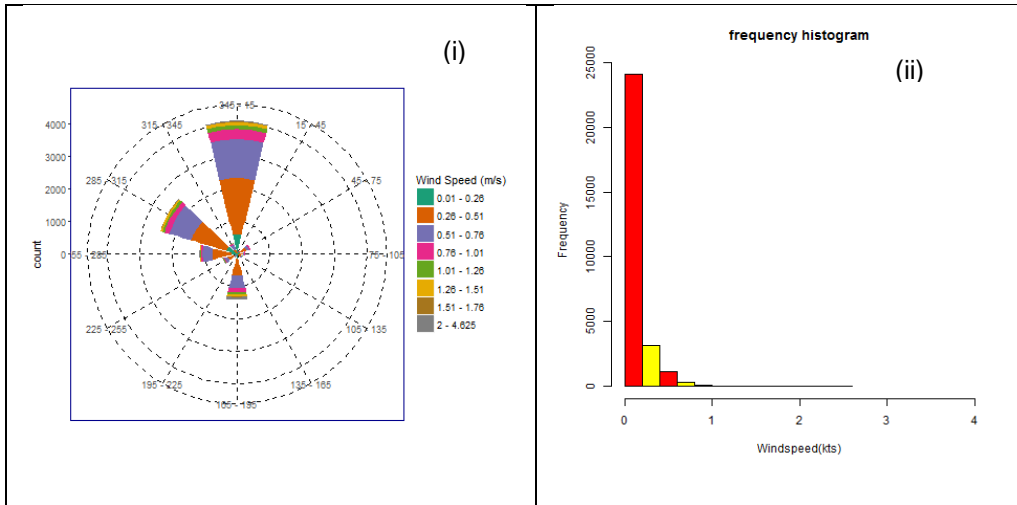 (i)
345 - 15
315 - 345
15 - 45
285 - 315
45 - 75
55 - 285
75 - 105
225 - 255
105 - 135
195 - 225
135 - 165
165 - 195
4000
3000
2000
1000
0
count
Wind Speed (m/s)
0.01 - 0.26
0.26 - 0.51
0.51 - 0.76
0.76 - 1.01
1.01 - 1.26
1.26 - 1.51
1.51 - 1.76
2 - 4.625
frequency histogram
(ii)
25000
20000
15000
10000
5000
0
Frequency
0 1 2 3 4
Windspeed(kts)